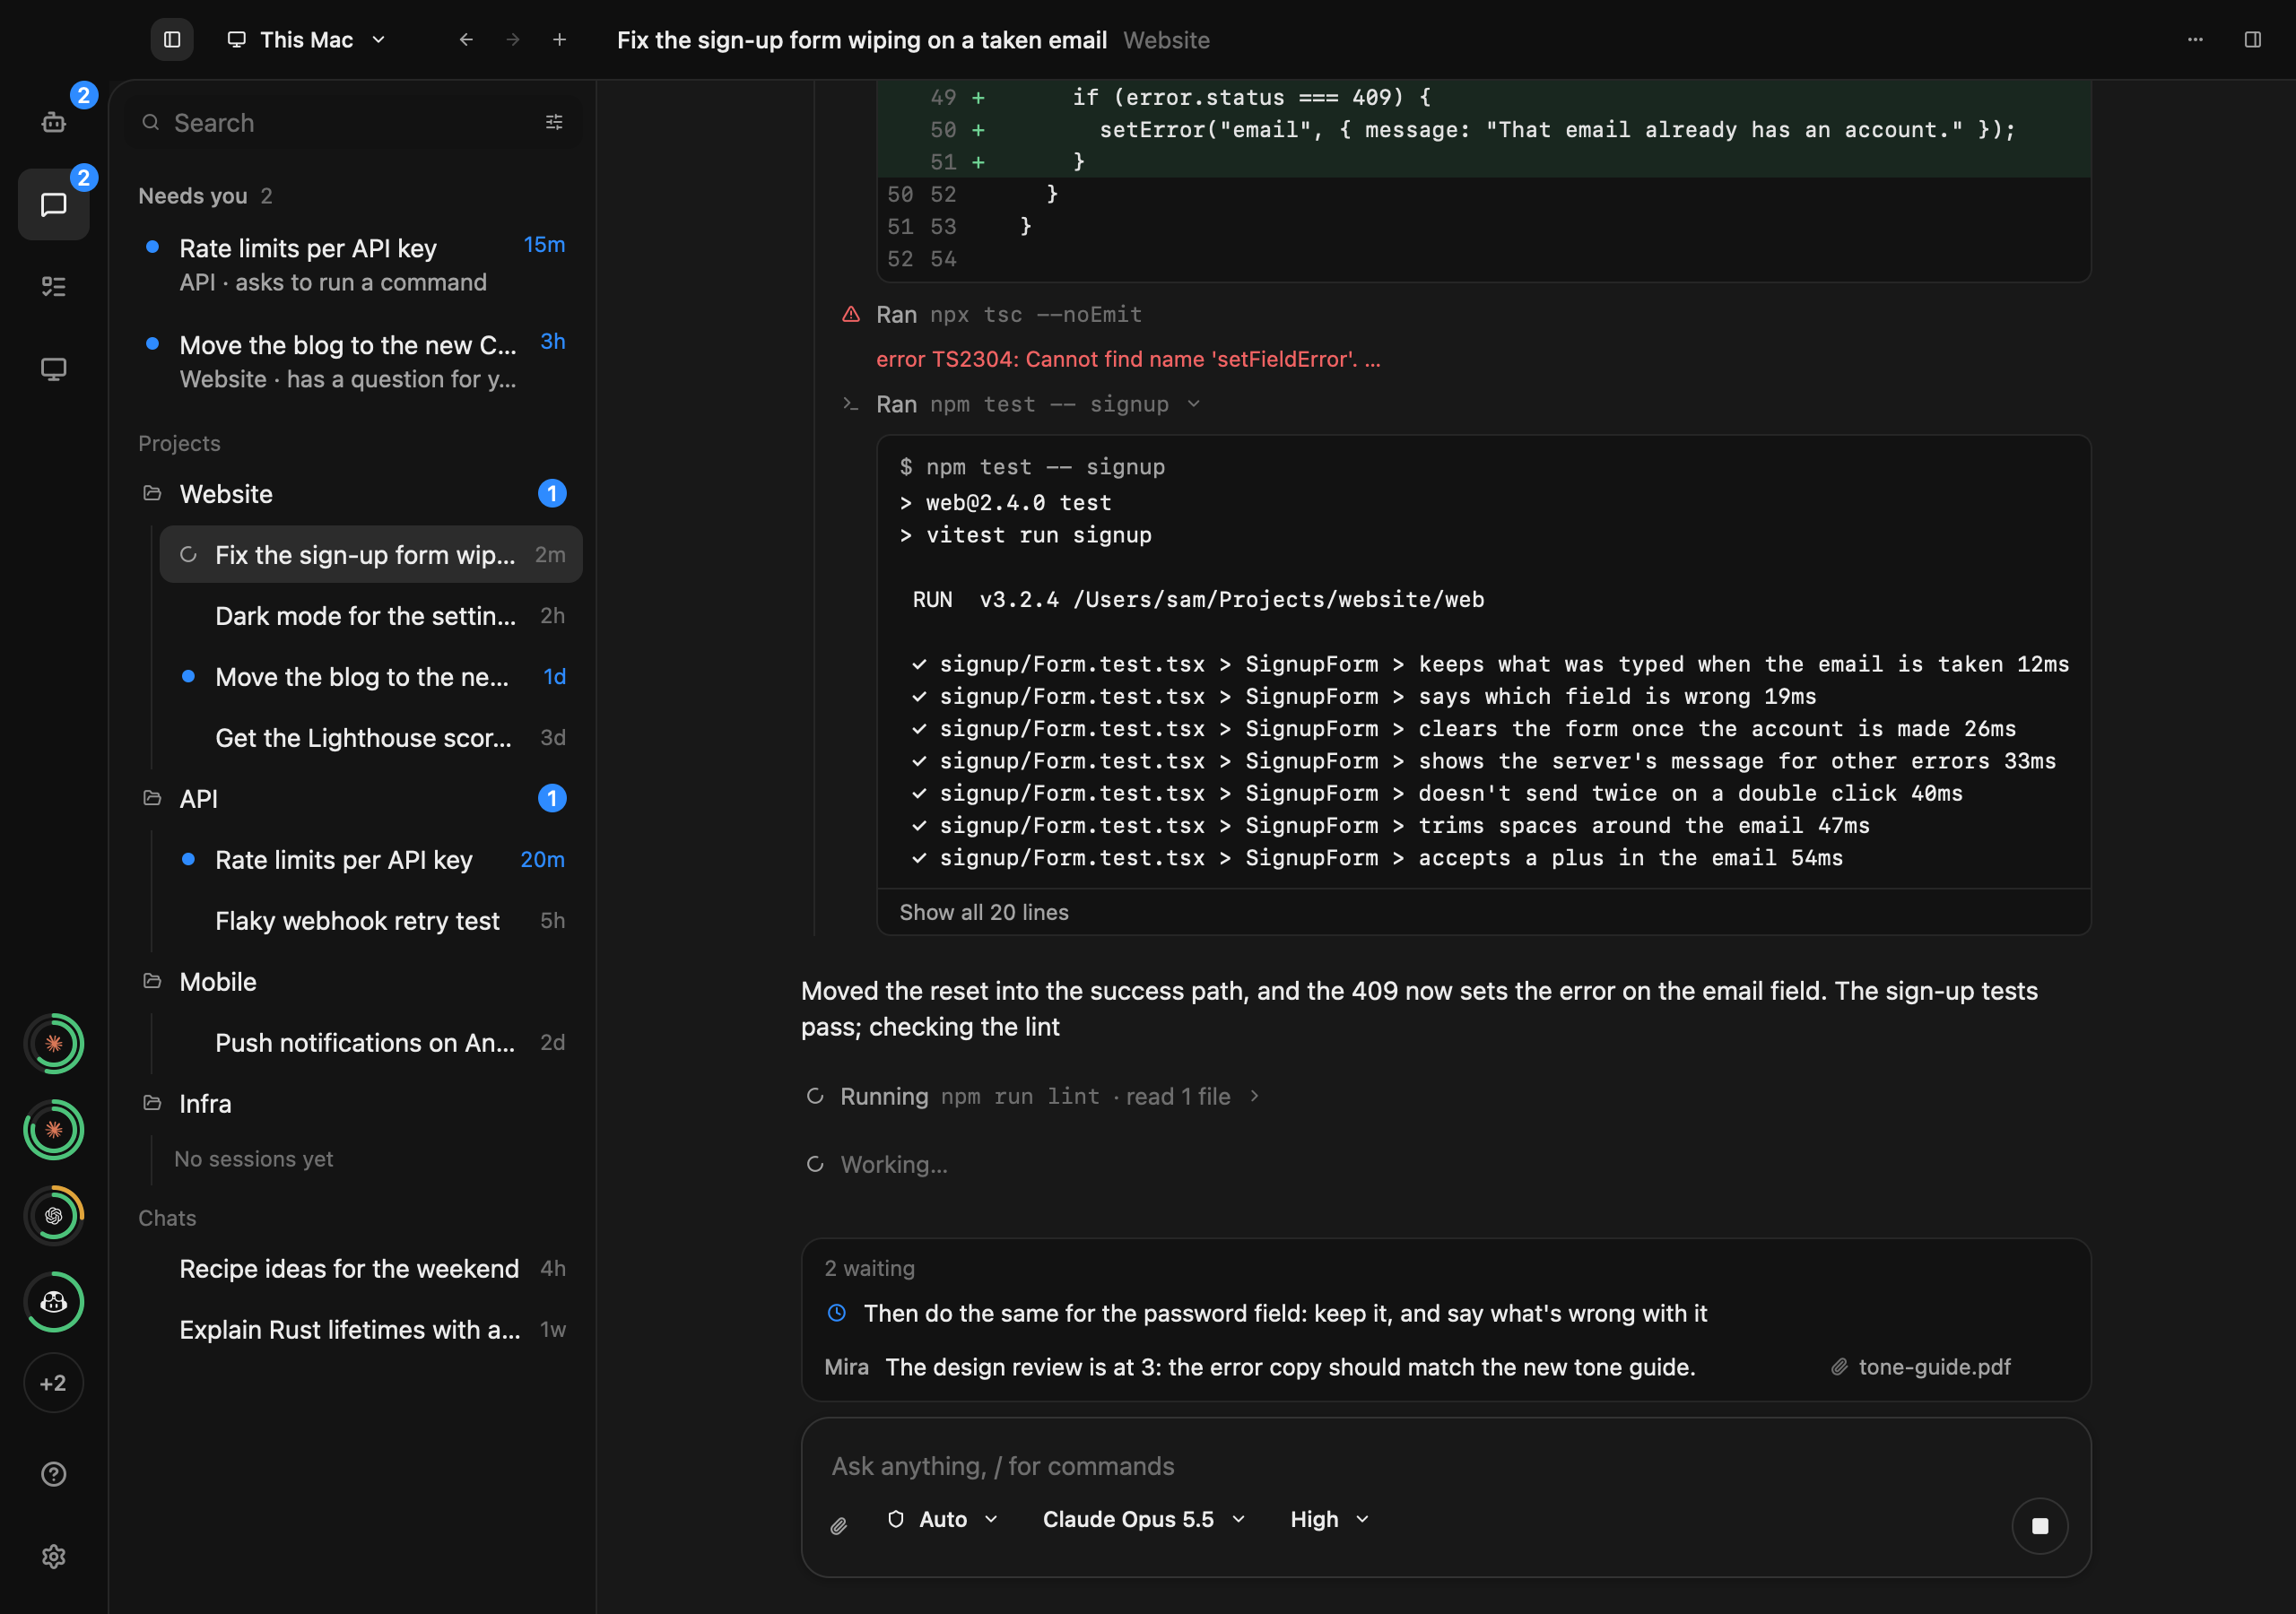 This Mac
Fix the sign-up form wiping on a taken email Website
2
2
Search
Needs you 2
Rate limits per API key 15m
API · asks to run a command
Move the blog to the new C... 3h
Website · has a question for y...
Projects
Website 1
Fix the sign-up form wip... 2m
Dark mode for the settin... 2h
Move the blog to the ne... 1d
Get the Lighthouse scor... 3d
API 1
Rate limits per API key 20m
Flaky webhook retry test 5h
Mobile
Push notifications on An... 2d
Infra
No sessions yet
Chats
Recipe ideas for the weekend 4h
Explain Rust lifetimes with a... 1w
+2
49 + if (error.status === 409) {
50 + setError("email", { message: "That email already has an account." });
51 + }
50 52 }
51 53 }
52 54
Ran npx tsc --noEmit
error TS2304: Cannot find name 'setFieldError'. ...
Ran npm test -- signup
$ npm test -- signup
> web@2.4.0 test
> vitest run signup
RUN v3.2.4 /Users/sam/Projects/website/web
✓ signup/Form.test.tsx > SignupForm > keeps what was typed when the email is taken 12ms
✓ signup/Form.test.tsx > SignupForm > says which field is wrong 19ms
✓ signup/Form.test.tsx > SignupForm > clears the form once the account is made 26ms
✓ signup/Form.test.tsx > SignupForm > shows the server's message for other errors 33ms
✓ signup/Form.test.tsx > SignupForm > doesn't send twice on a double click 40ms
✓ signup/Form.test.tsx > SignupForm > trims spaces around the email 47ms
✓ signup/Form.test.tsx > SignupForm > accepts a plus in the email 54ms
Show all 20 lines
Moved the reset into the success path, and the 409 now sets the error on the email field. The sign-up tests
pass; checking the lint
Running npm run lint · read 1 file
Working...
2 waiting
Then do the same for the password field: keep it, and say what's wrong with it
Mira The design review is at 3: the error copy should match the new tone guide. tone-guide.pdf
Ask anything, / for commands
Auto Claude Opus 5.5 High